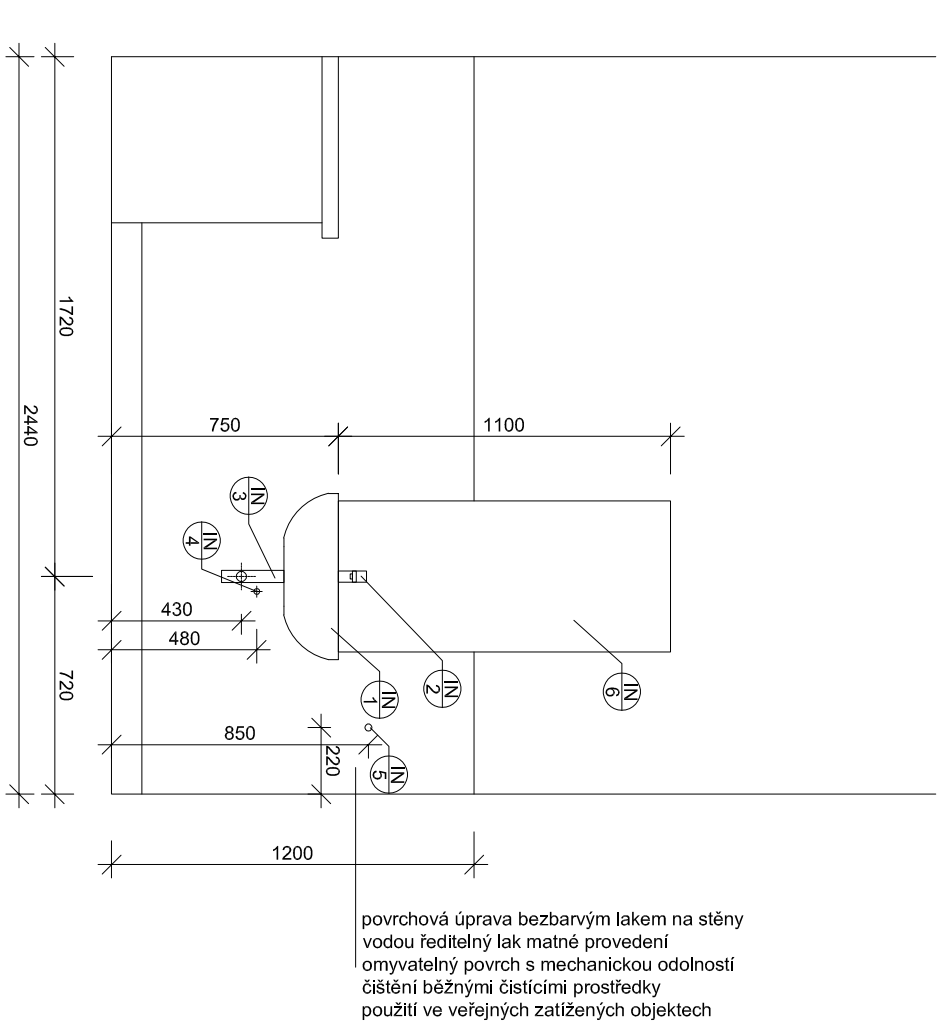 1720
2440
720
750
1100
IN
3
IN
4
430
480
IN
1
IN
2
IN
6
850
220
IN
5
1200
povrchová úprava bezbarvým lakem na stěny
vodou ředitelný lak matné provedení
omyvatelný povrch s mechanickou odolností
čištění běžnými čistícími prostředky
použití ve veřejných zatížených objektech